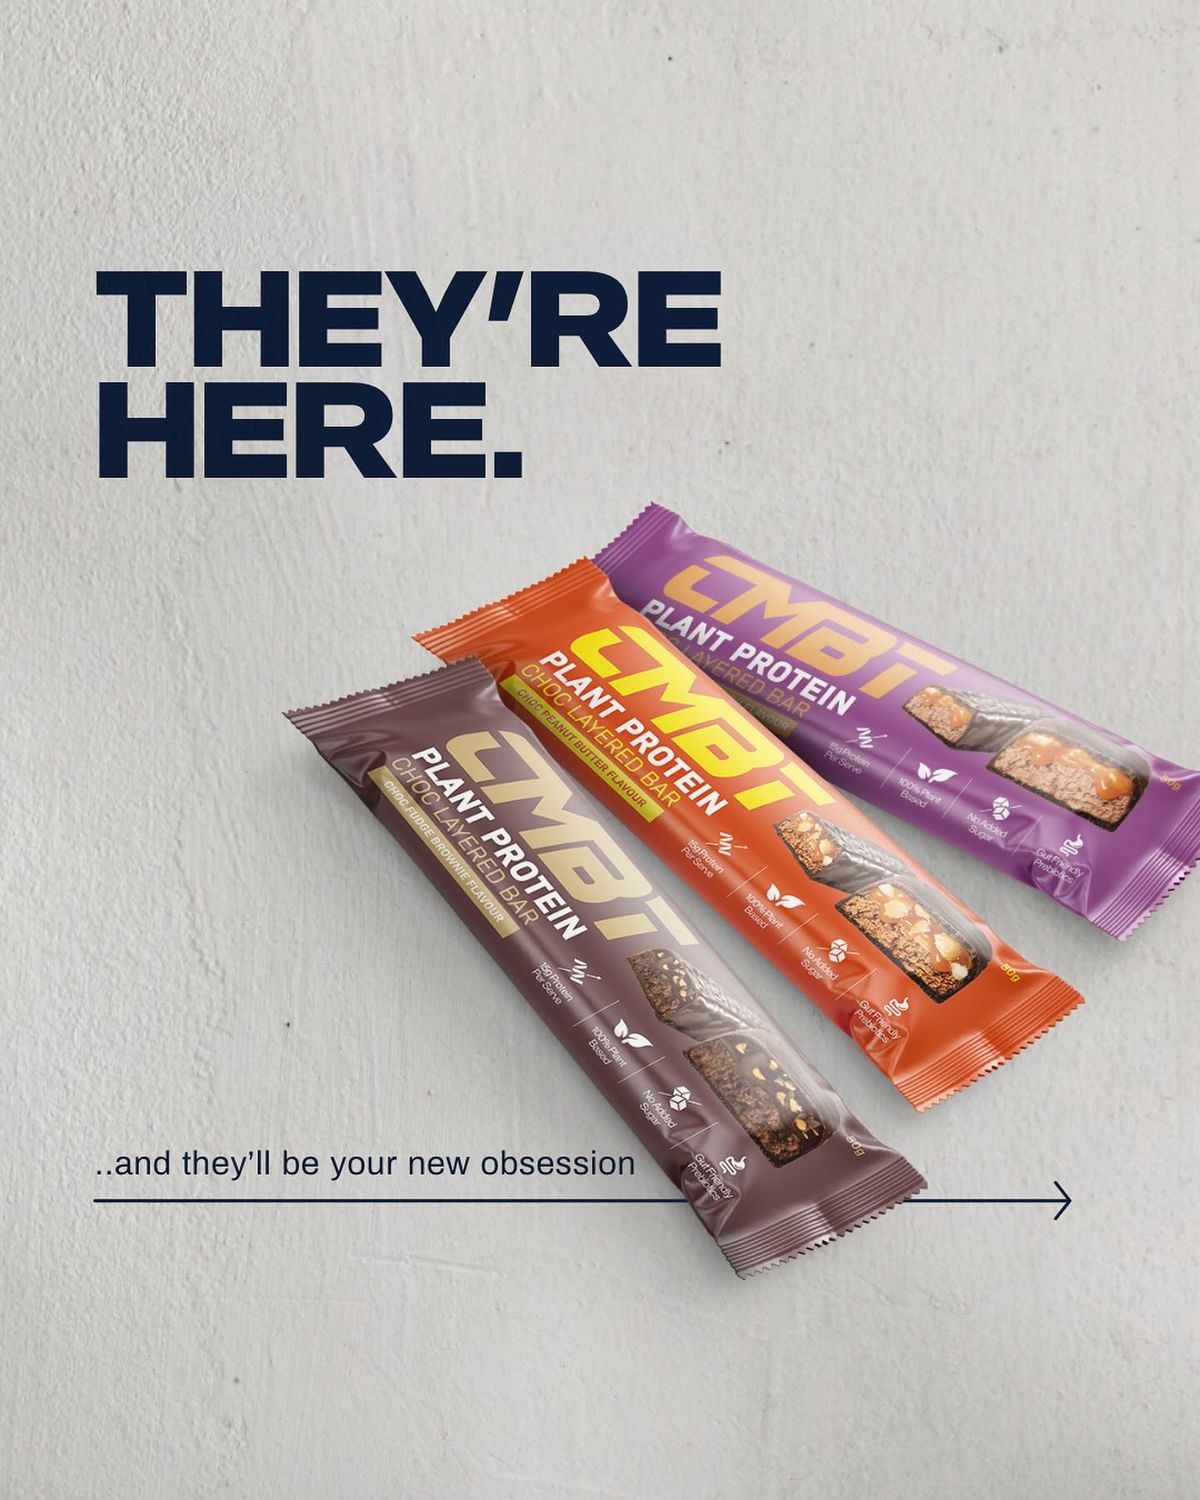 THEY'RE
HERE.
CMBT
PLANT PROTEIN
LAYERED BAR
FLAVOUR
15g Protein
Per Serve
100% Plant
Based
No Added
Sugar
Gut Friendly
Prebiotics
CMBT
PLANT PROTEIN
CHOC LAYERED BAR
CHOC PEANUT BUTTER FLAVOUR
15g Protein
Per Serve
100% Plant
Based
No Added
Sugar
Gut Friendly
Prebiotics
CMBT
PLANT PROTEIN
CHOC LAYERED BAR
CHOC FUDGE BROWNIE FLAVOUR
15g Protein
Per Serve
100% Plant
Based
No Added
Sugar
Gut Friendly
Prebiotics
..and they'll be your new obsession